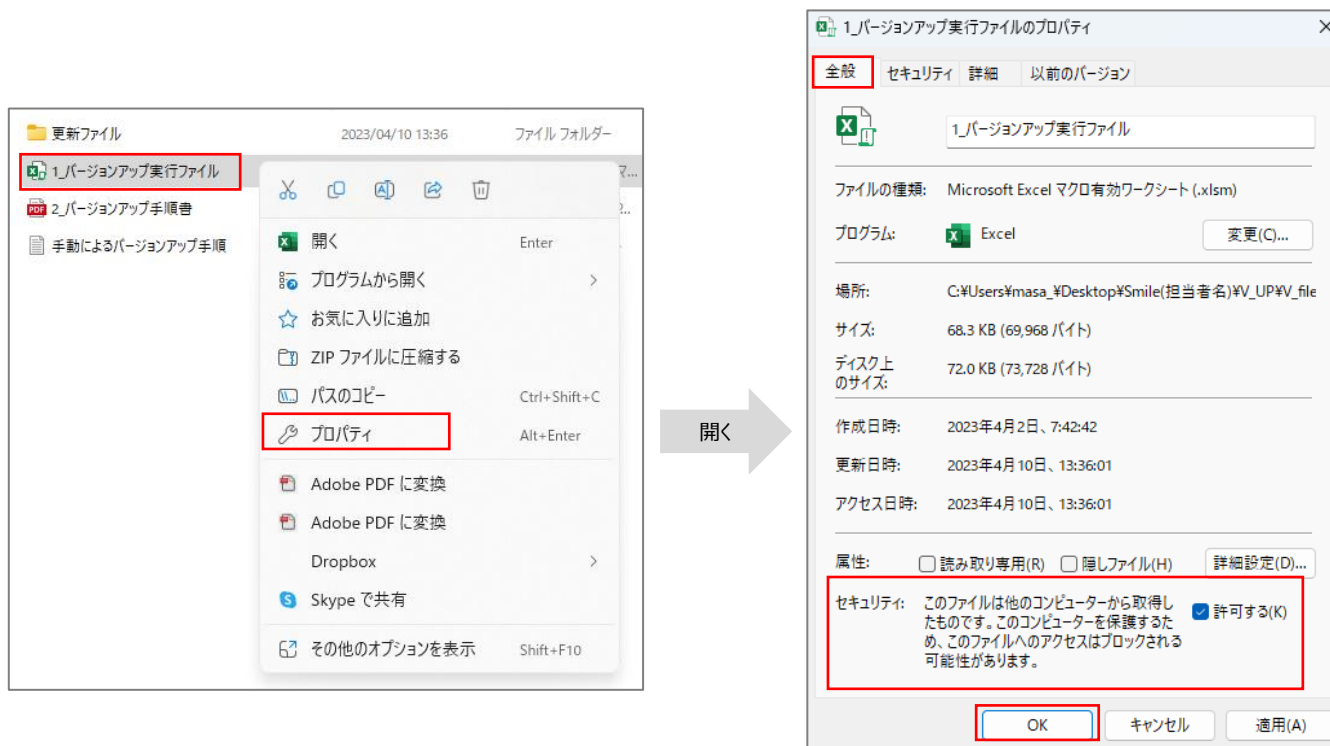 更新ファイル 2023/04/10 13:36 ファイル フォルダー
1_バージョンアップ実行ファイル マ...
2_バージョンアップ手順書
手動によるバージョンアップ手順
開く Enter
プログラムから開く
お気に入りに追加
ZIP ファイルに圧縮する
パスのコピー Ctrl+Shift+C
プロパティ Alt+Enter
Adobe PDF に変換
Adobe PDF に変換
Dropbox
Skype で共有
その他のオプションを表示 Shift+F10
開く
1_バージョンアップ実行ファイルのプロパティ
全般 セキュリティ 詳細 以前のバージョン
1_バージョンアップ実行ファイル
ファイルの種類: Microsoft Excel マクロ有効ワークシート (.xlsm)
プログラム: Excel 変更(C)...
場所: C:¥Users¥masa_¥Desktop¥Smile(担当者名)¥V_UP¥V_file
サイズ: 68.3 KB (69,968 バイト)
ディスク上
のサイズ: 72.0 KB (73,728 バイト)
作成日時: 2023年4月2日、7:42:42
更新日時: 2023年4月10日、13:36:01
アクセス日時: 2023年4月10日、13:36:01
属性: 読み取り専用(R) 隠しファイル(H) 詳細設定(D)...
セキュリティ: このファイルは他のコンピューターから取得し
たものです。このコンピューターを保護するた
め、このファイルへのアクセスはブロックされる
可能性があります。
許可する(K)
OK キャンセル 適用(A)